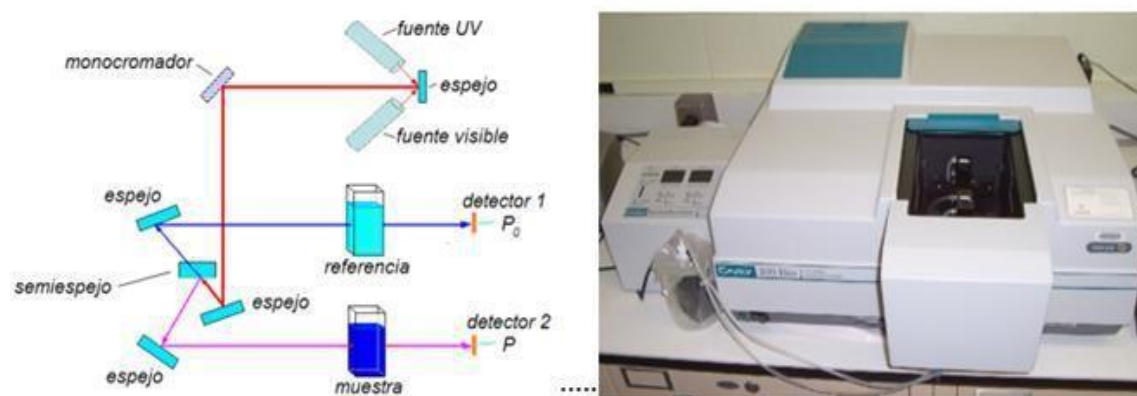 fuente UV
monocromador
espejo
fuente visible
espejo
detector 1
P₀
referencia
semiespejo
espejo
detector 2
P
espejo
muestra
......